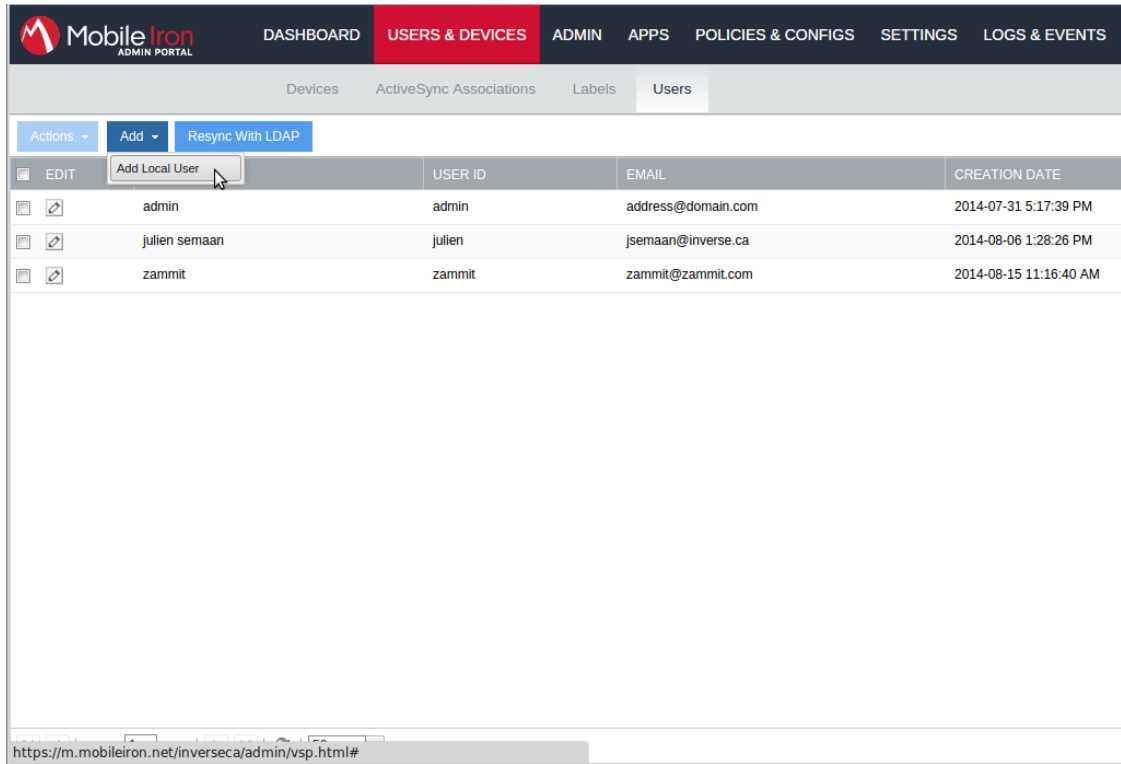 Mobile Iron
ADMIN PORTAL
DASHBOARD USERS & DEVICES ADMIN APPS POLICIES & CONFIGS SETTINGS LOGS & EVENTS
Devices ActiveSync Associations Labels Users
Actions Add Resync With LDAP
Add Local User
EDIT USER ID EMAIL CREATION DATE
admin admin address@domain.com 2014-07-31 5:17:39 PM
julien semaan julien jsemaan@inverse.ca 2014-08-06 1:28:26 PM
zammit zammit zammit@zammit.com 2014-08-15 11:16:40 AM
https://m.mobileiron.net/inverseca/admin/vsp.html#